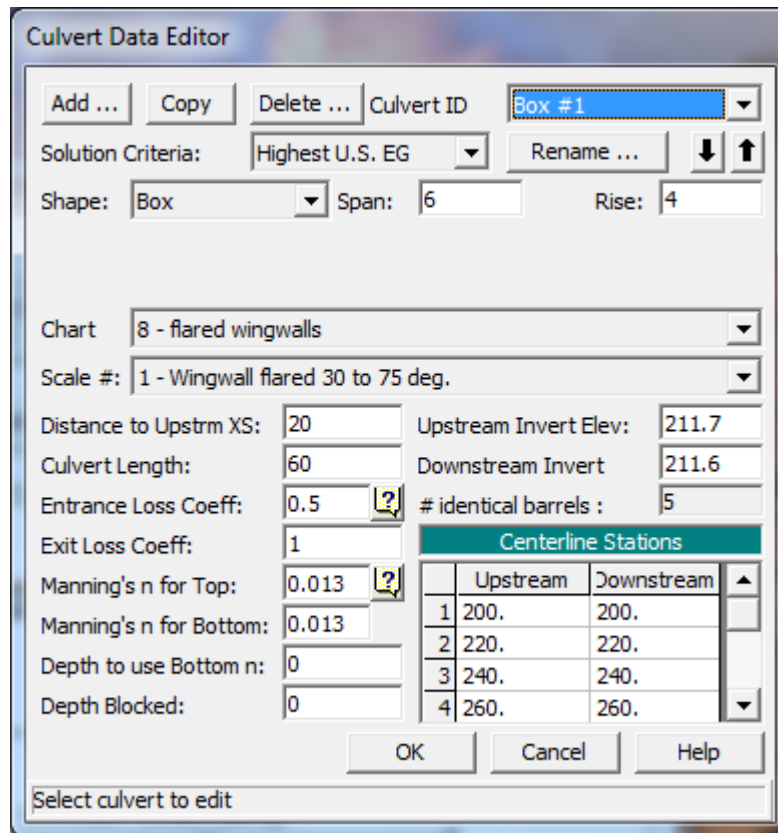 Culvert Data Editor
Add ... Copy Delete ... Culvert ID Box #1
Solution Criteria: Highest U.S. EG Rename ...
Shape: Box Span: 6 Rise: 4
Chart 8 - flared wingwalls
Scale #: 1 - Wingwall flared 30 to 75 deg.
Distance to Upstrm XS: 20 Upstream Invert Elev: 211.7
Culvert Length: 60 Downstream Invert 211.6
Entrance Loss Coeff: 0.5 ? # identical barrels : 5
Exit Loss Coeff: 1 Centerline Stations
Manning's n for Top: 0.013 ? Upstream Downstream
Manning's n for Bottom: 0.013 1 200. 200.
2 220. 220.
Depth to use Bottom n: 0 3 240. 240.
Depth Blocked: 0 4 260. 260.
OK Cancel Help
Select culvert to edit